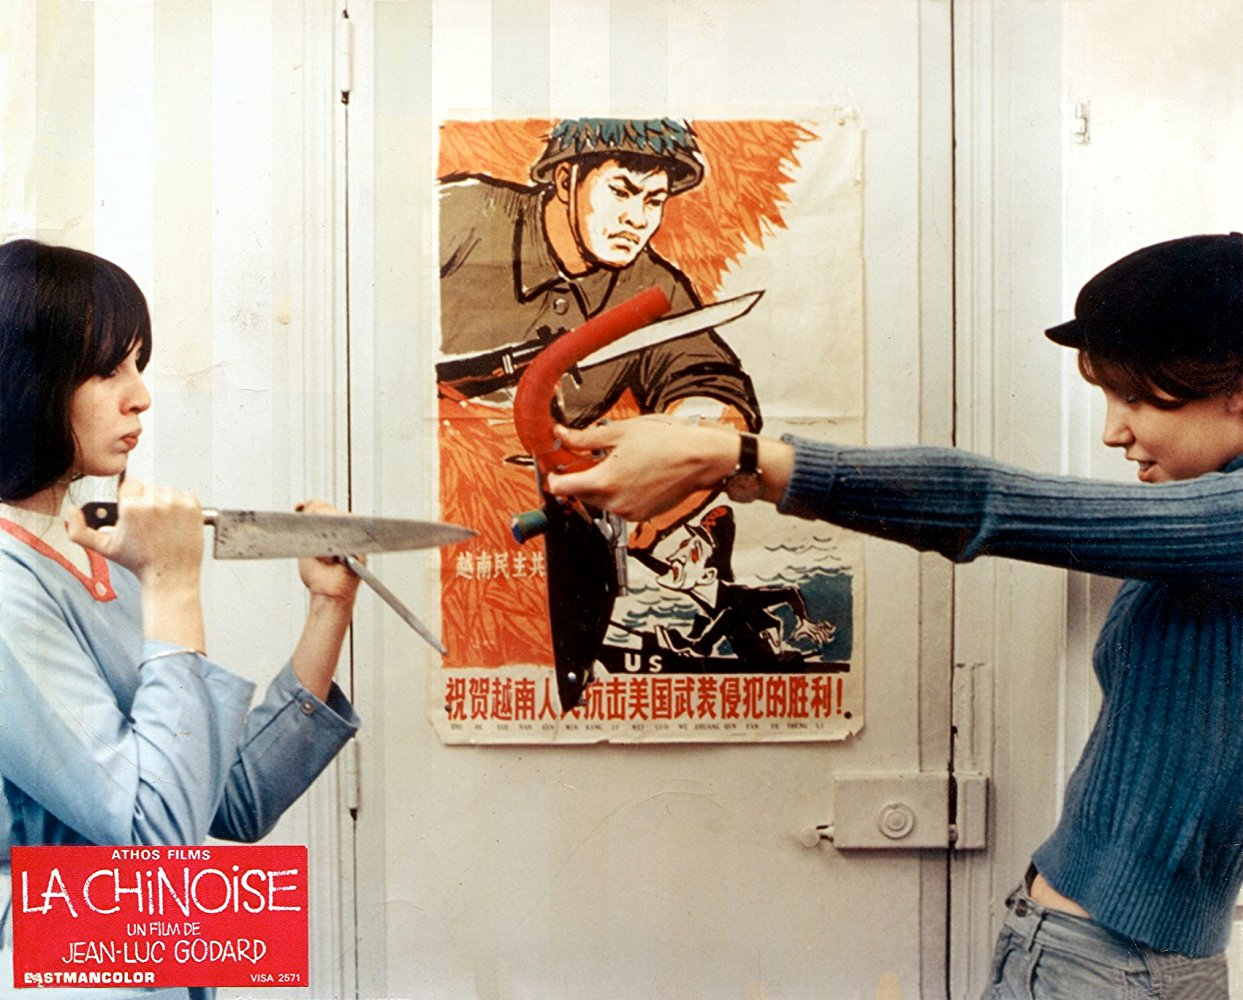 越南民主共
US
祝贺越南人民抗击美国武装侵犯的胜利!
ATHOS FILMS
LA CHiNOiSE
UN FILM DE
JEAN-LUC GODARD
EASTMANCOLOR
VISA 2571